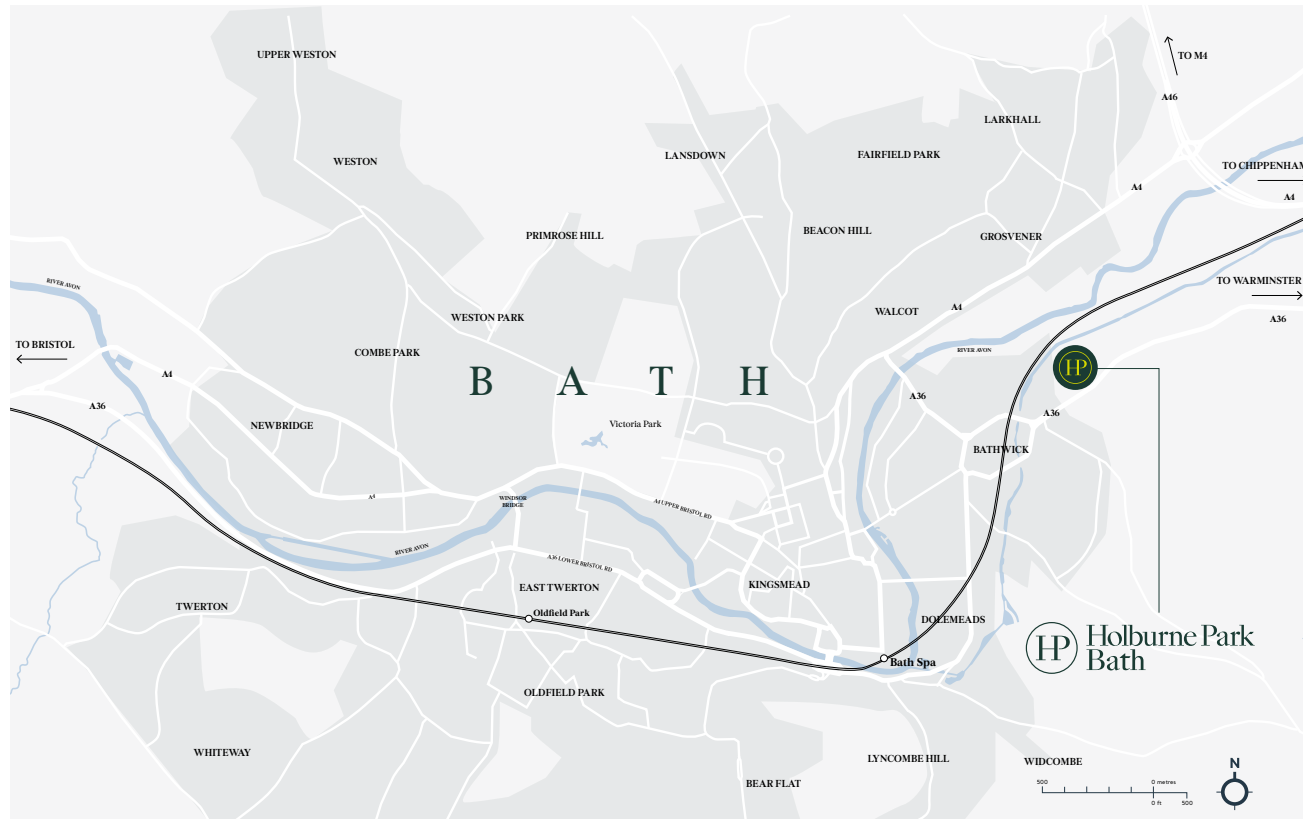 UPPER WESTON
TO M4
A46
LARKHALL
WESTON
LANSDOWN
FAIRFIELD PARK
TO CHIPPENHAM
A4
A4
PRIMROSE HILL
BEACON HILL
GROSVENER
RIVER AVON
TO WARMINSTER
A36
WESTON PARK
WALCOT
A4
TO BRISTOL
COMBE PARK
RIVER AVON
A4
B A T H
HP
A36
A36
A36
NEWBRIDGE
Victoria Park
BATHWICK
A4
WINDSOR
BRIDGE
A4 UPPER BRISTOL RD
RIVER AVON
A36 LOWER BRISTOL RD
EAST TWERTON
KINGSMEAD
TWERTON
Oldfield Park
DOLEMEADS
HP
Holburne Park
Bath
Bath Spa
OLDFIELD PARK
WHITEWAY
LYNCOMBE HILL
WIDCOMBE
BEAR FLAT
N
500
0 metres
0 ft
500